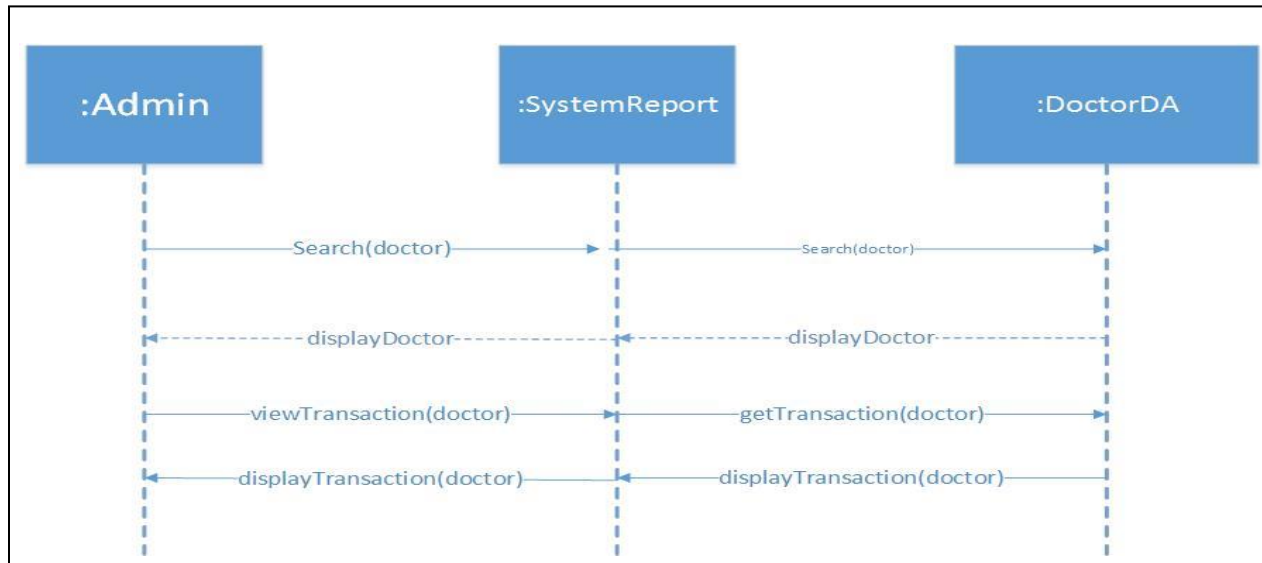 :Admin
:SystemReport
:DoctorDA
Search(doctor)
Search(doctor)
displayDoctor
displayDoctor
viewTransaction(doctor)
getTransaction(doctor)
displayTransaction(doctor)
displayTransaction(doctor)